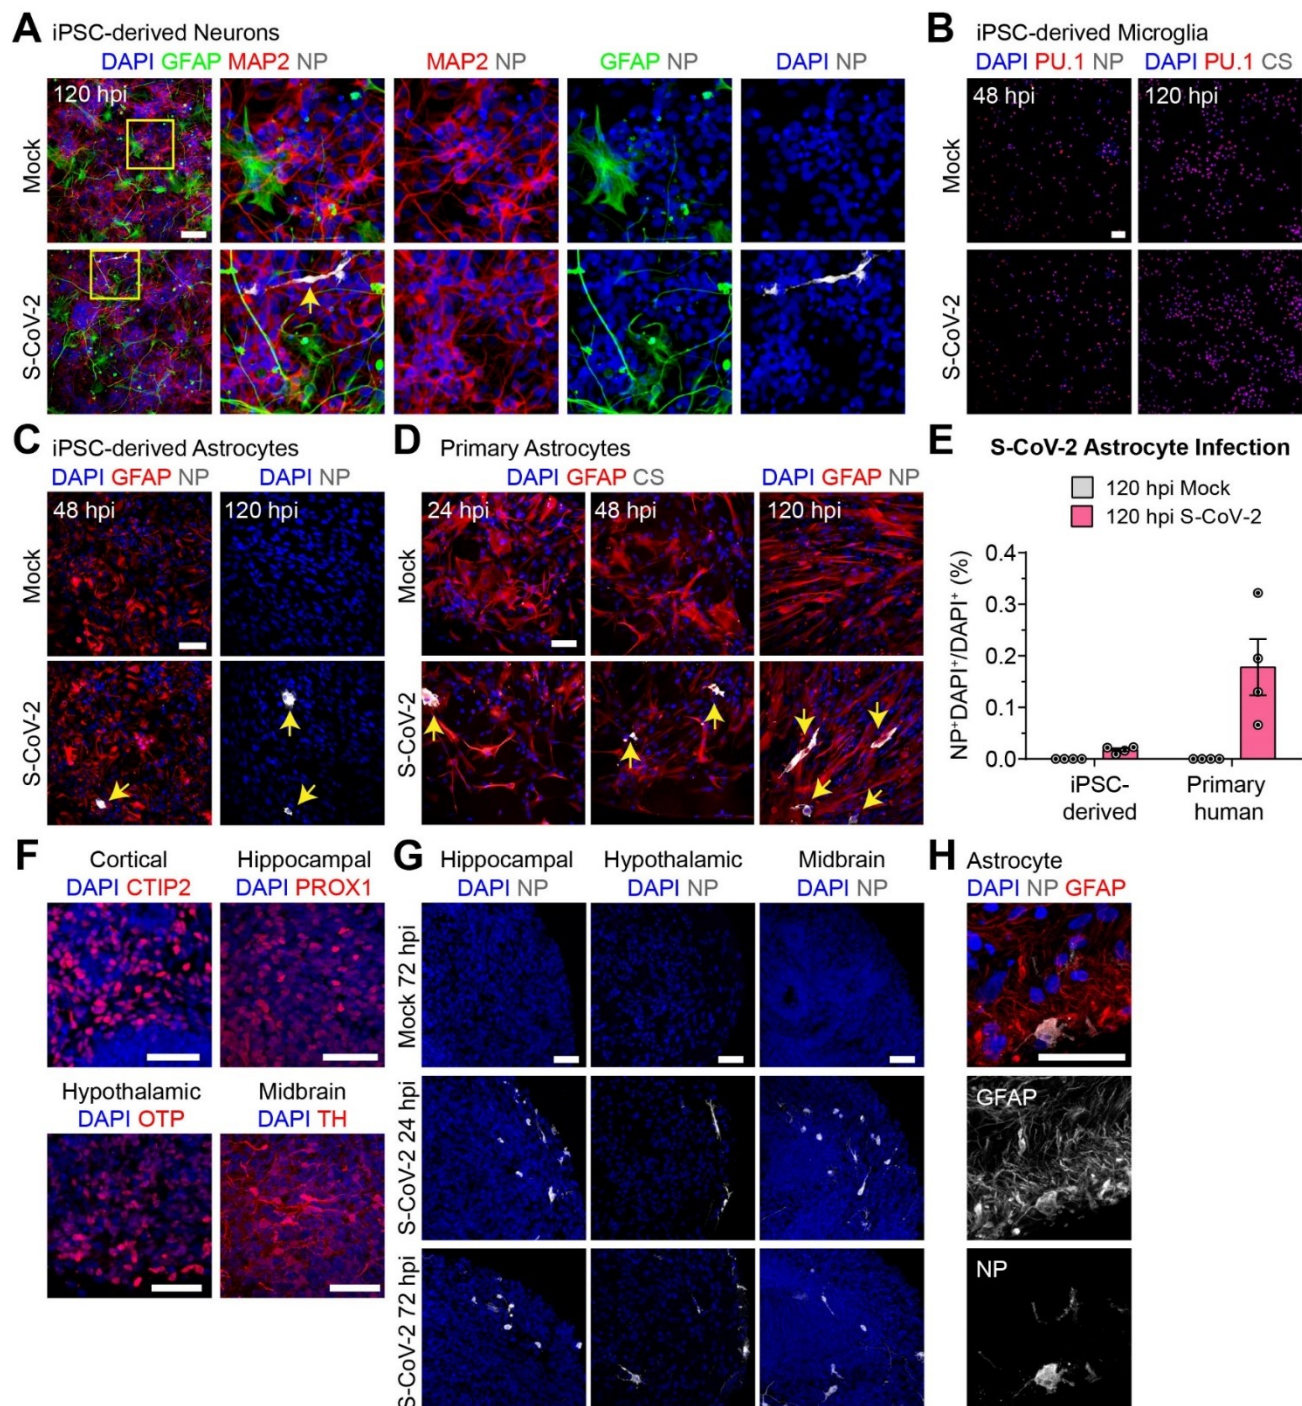 A iPSC-derived Neurons
DAPI GFAP MAP2 NP
MAP2 NP
GFAP NP
DAPI NP
120 hpi
Mock
S-CoV-2
B iPSC-derived Microglia
DAPI PU.1 NP
DAPI PU.1 CS
48 hpi
120 hpi
Mock
S-CoV-2
C iPSC-derived Astrocytes
DAPI GFAP NP
DAPI NP
48 hpi
120 hpi
Mock
S-CoV-2
D Primary Astrocytes
DAPI GFAP CS
DAPI GFAP NP
24 hpi
48 hpi
120 hpi
Mock
S-CoV-2
E S-CoV-2 Astrocyte Infection
120 hpi Mock
120 hpi S-CoV-2
NP⁺DAPI⁺/DAPI⁺ (%)
0.4
0.3
0.2
0.1
0.0
iPSC-
derived
Primary
human
F Cortical
DAPI CTIP2
Hippocampal
DAPI PROX1
Hypothalamic
DAPI OTP
Midbrain
DAPI TH
G Hippocampal
DAPI NP
Hypothalamic
DAPI NP
Midbrain
DAPI NP
Mock 72 hpi
S-CoV-2 24 hpi
S-CoV-2 72 hpi
H Astrocyte
DAPI NP GFAP
GFAP
NP